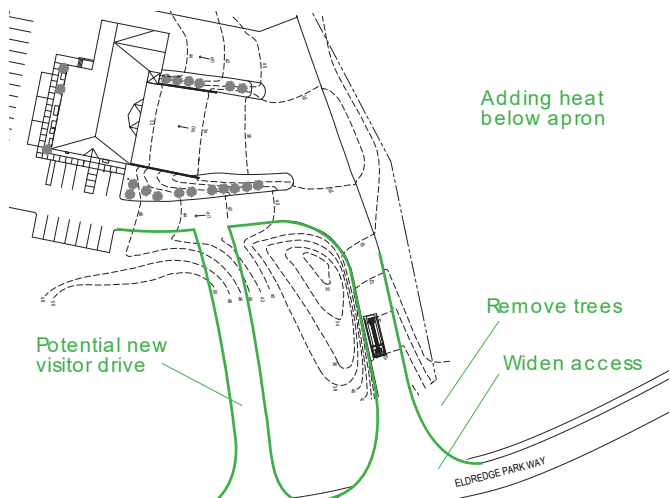 Adding heat
below apron
Remove trees
Potential new
visitor drive
Widen access
ELDREDGE PARK WAY